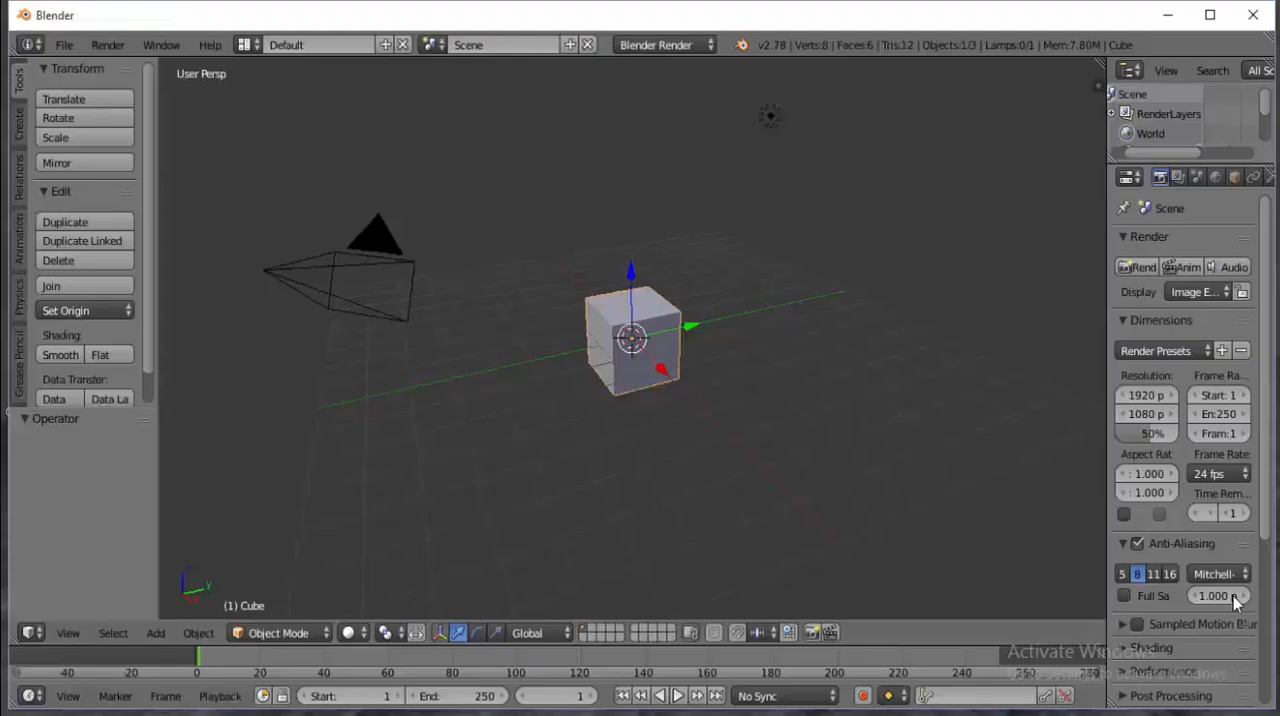 Blender
File Render Window Help Default Scene Blender Render v2.78 | Verts:8 | Faces:6 | Tris:12 | Objects:1/3 | Lamps:0/1 | Mem:7.80M | Cube
Tools
Create
Relations
Animation
Physics
Grease Pencil
Transform
Translate
Rotate
Scale
Mirror
Edit
Duplicate
Duplicate Linked
Delete
Join
Set Origin
Shading:
Smooth Flat
Data Transfer:
Data Data La
Operator
User Persp
(1) Cube
View Search All Sc
Scene
RenderLayers
World
Scene
Render
Rend Anim Audio
Display Image E...
Dimensions
Render Presets
Resolution: Frame Ra...
1920 p Start: 1
1080 p En:250
50% Fram:1
Aspect Rat Frame Rate:
: 1.000 24 fps
: 1.000 Time Rem...
1
Anti-Aliasing
5 8 11 16 Mitchell-
Full Sa 1.000
Sampled Motion Blur
Shading
Performance
Post Processing
View Select Add Object Object Mode Global
Activate Windows
-40 -20 0 20 40 60 80 100 120 140 160 180 200 220 240 260 280
View Marker Frame Playback Start: 1 End: 250 1 No Sync